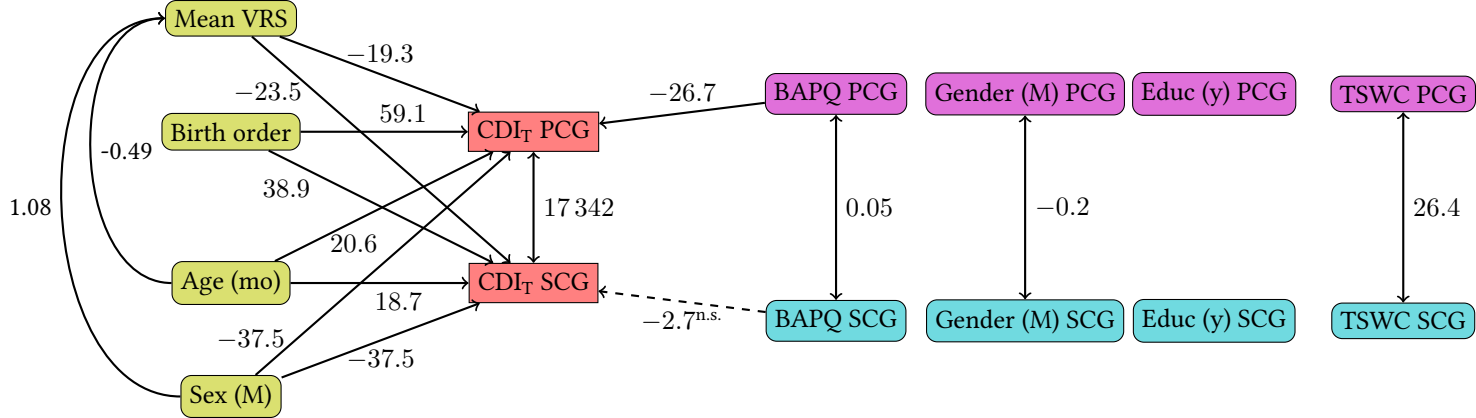 Mean VRS
−19.3
BAPQ PCG
Gender (M) PCG
Educ (y) PCG
TSWC PCG
−23.5
−26.7
59.1
Birth order
CDI_T PCG
-0.49
38.9
1.08
17 342
0.05
−0.2
26.4
20.6
Age (mo)
CDI_T SCG
18.7
−2.7^n.s.
BAPQ SCG
Gender (M) SCG
Educ (y) SCG
TSWC SCG
−37.5
−37.5
Sex (M)